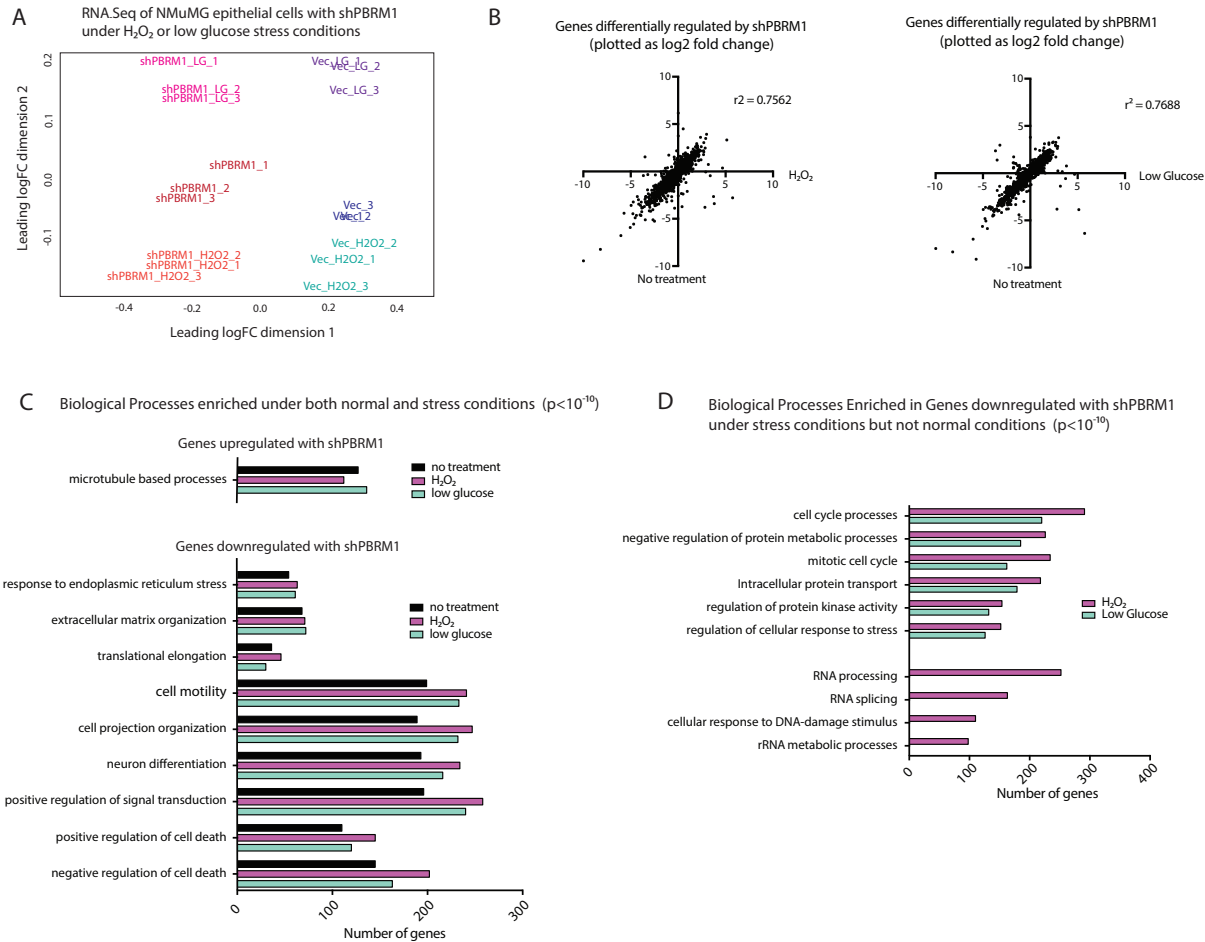 A
RNA.Seq of NMuMG epithelial cells with shPBRM1
under H₂O₂ or low glucose stress conditions
Leading logFC dimension 2
0.2
0.1
0.0
-0.1
shPBRM1_LG_1
Vec_LG_1
Vec_LG_2
shPBRM1_LG_2
shPBRM1_LG_3
Vec_LG_3
shPBRM1_1
shPBRM1_2
shPBRM1_3
Vec_3
Vec_2
shPBRM1_H2O2_2
shPBRM1_H2O2_1
shPBRM1_H2O2_3
Vec_H2O2_2
Vec_H2O2_1
Vec_H2O2_3
-0.4
-0.2
0.0
0.2
0.4
Leading logFC dimension 1
B
Genes differentially regulated by shPBRM1
(plotted as log2 fold change)
r2 = 0.7562
10
5
-10
-5
5
10
H₂O₂
-5
-10
No treatment
Genes differentially regulated by shPBRM1
(plotted as log2 fold change)
r² = 0.7688
10
5
-10
-5
5
10
Low Glucose
-5
-10
No treatment
C
Biological Processes enriched under both normal and stress conditions (p<10⁻¹⁰)
Genes upregulated with shPBRM1
microtubule based processes
no treatment
H₂O₂
low glucose
Genes downregulated with shPBRM1
response to endoplasmic reticulum stress
extracellular matrix organization
translational elongation
cell motility
cell projection organization
neuron differentiation
positive regulation of signal transduction
positive regulation of cell death
negative regulation of cell death
no treatment
H₂O₂
low glucose
0
100
200
300
Number of genes
D
Biological Processes Enriched in Genes downregulated with shPBRM1
under stress conditions but not normal conditions (p<10⁻¹⁰)
cell cycle processes
negative regulation of protein metabolic processes
mitotic cell cycle
Intracellular protein transport
regulation of protein kinase activity
regulation of cellular response to stress
RNA processing
RNA splicing
cellular response to DNA-damage stimulus
rRNA metabolic processes
H₂O₂
Low Glucose
0
100
200
300
400
Number of genes